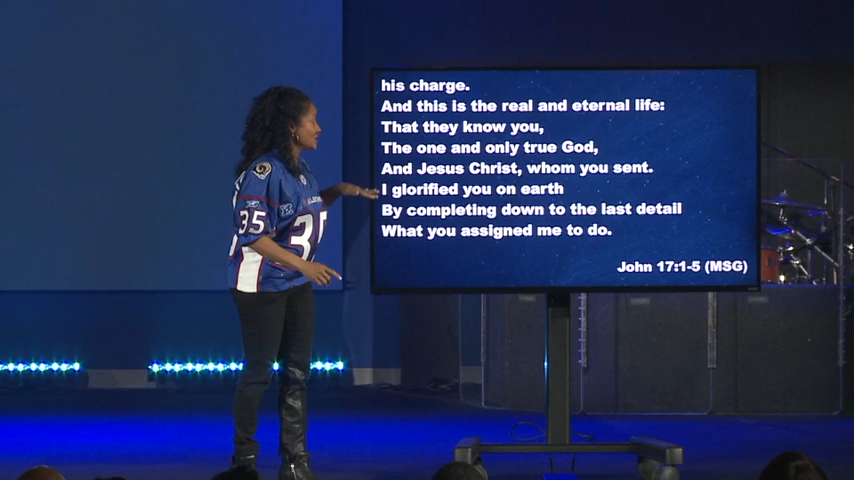 his charge.
And this is the real and eternal life:
That they know you,
The one and only true God,
And Jesus Christ, whom you sent.
I glorified you on earth
By completing down to the last detail
What you assigned me to do.
John 17:1-5 (MSG)
35
35